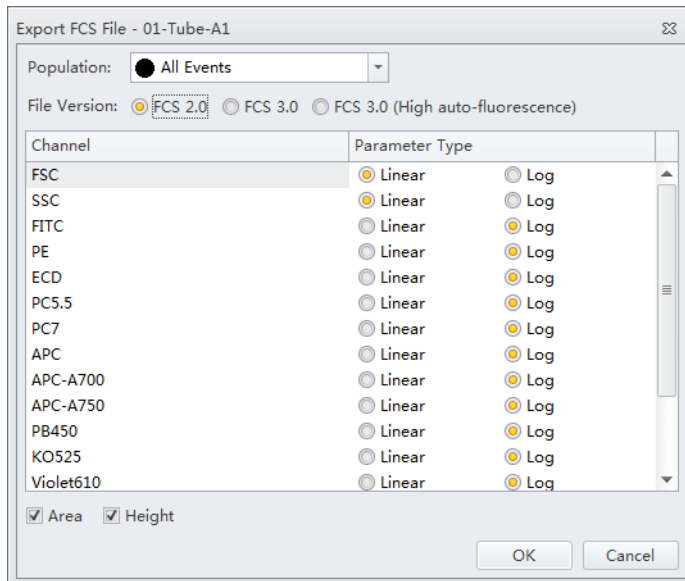 Export FCS File - 01-Tube-A1
Population: All Events
File Version: FCS 2.0 FCS 3.0 FCS 3.0 (High auto-fluorescence)
Channel Parameter Type
FSC Linear Log
SSC Linear Log
FITC Linear Log
PE Linear Log
ECD Linear Log
PC5.5 Linear Log
PC7 Linear Log
APC Linear Log
APC-A700 Linear Log
APC-A750 Linear Log
PB450 Linear Log
KO525 Linear Log
Violet610 Linear Log
Area Height
OK Cancel